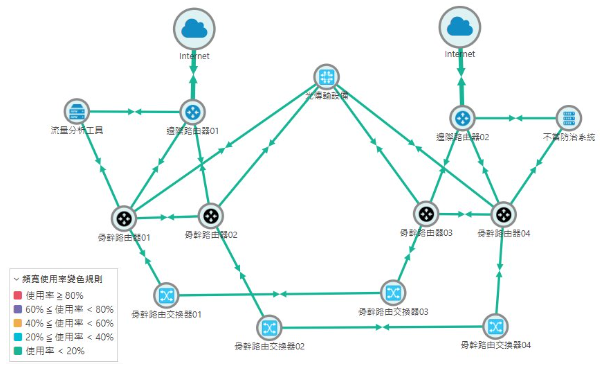 Internet
Internet
光傳輸設備
流量分析工具
邊際路由器01
邊際路由器02
不當防治系統
骨幹路由器01
骨幹路由器02
骨幹路由器03
骨幹路由器04
頻寬使用率變色規則
使用率 ≥ 80%
60% ≦ 使用率 < 80%
40% ≦ 使用率 < 60%
20% ≦ 使用率 < 40%
使用率 < 20%
骨幹路由交換器01
骨幹路由交換器03
骨幹路由交換器02
骨幹路由交換器04